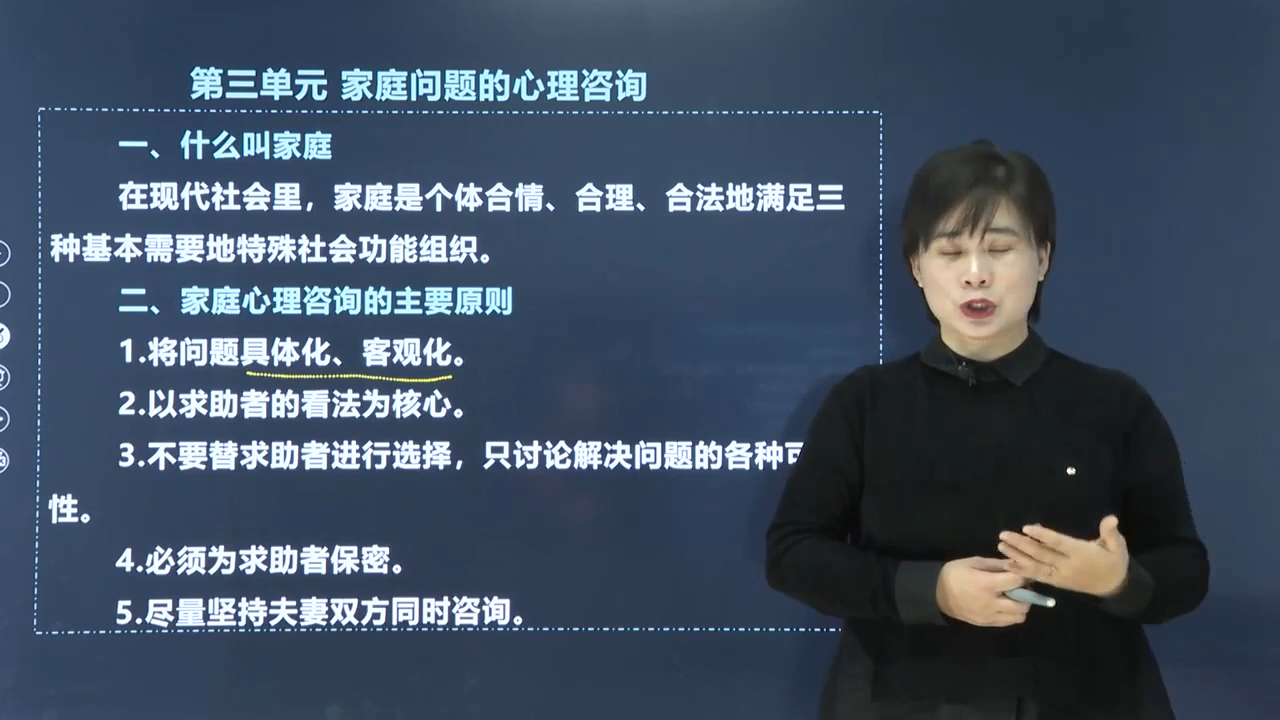 第三单元 家庭问题的心理咨询
一、什么叫家庭
在现代社会里，家庭是个体合情、合理、合法地满足三
种基本需要地特殊社会功能组织。
二、家庭心理咨询的主要原则
1.将问题具体化、客观化。
2.以求助者的看法为核心。
3.不要替求助者进行选择，只讨论解决问题的各种
性。
4.必须为求助者保密。
5.尽量坚持夫妻双方同时咨询。